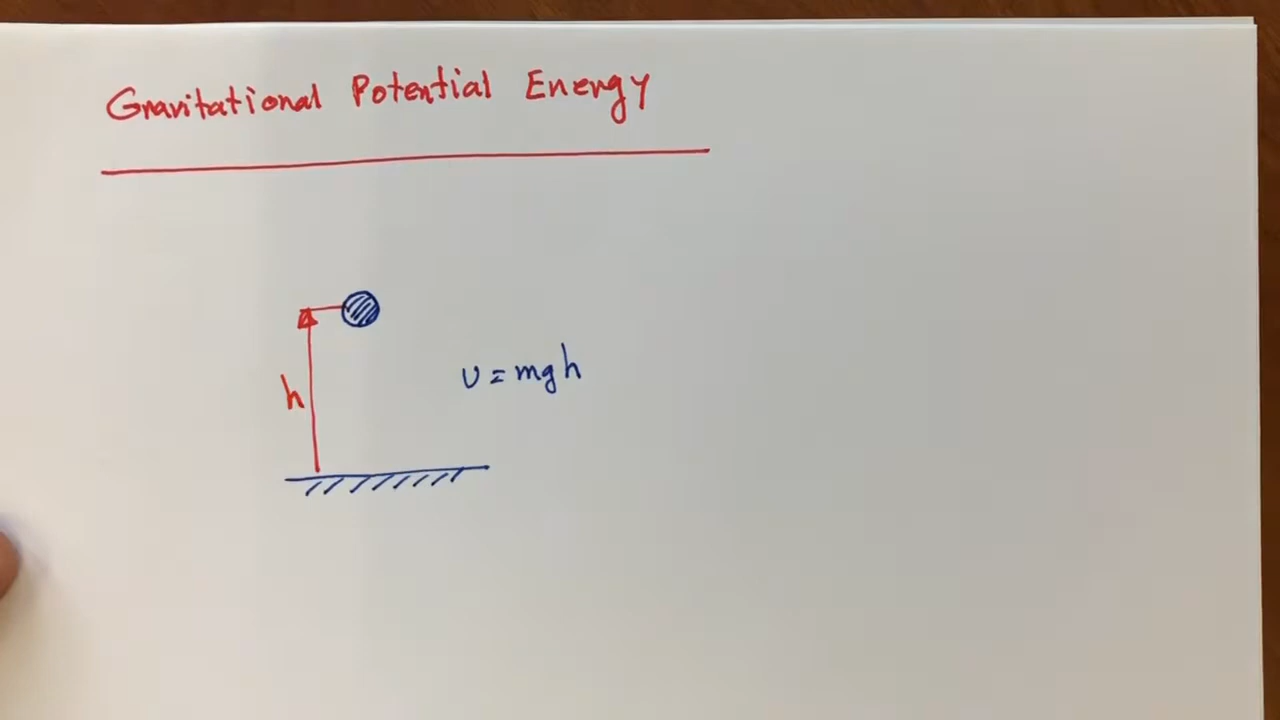 Gravitational Potential Energy
h
U = mgh